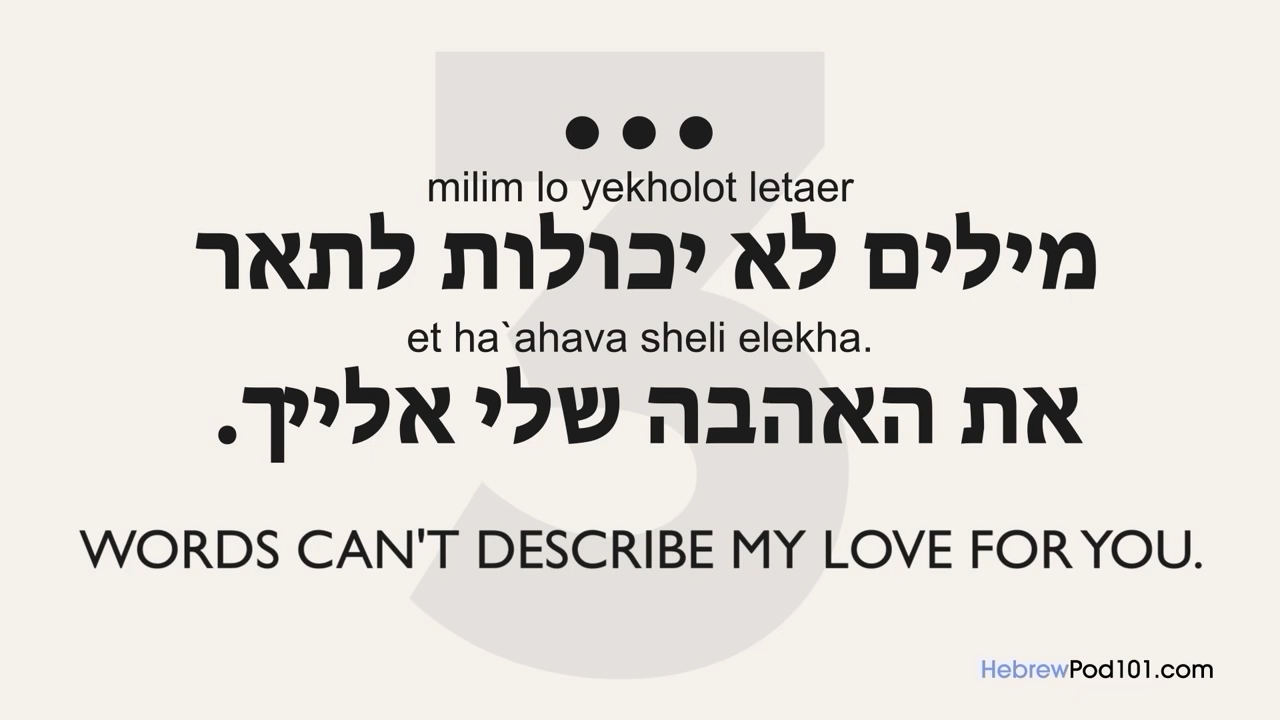 3
•••
milim lo yekholot letaer
מילים לא יכולות לתאר
et ha`ahava sheli elekha.
את האהבה שלי אלייך.
WORDS CAN'T DESCRIBE MY LOVE FOR YOU.
HebrewPod101.com